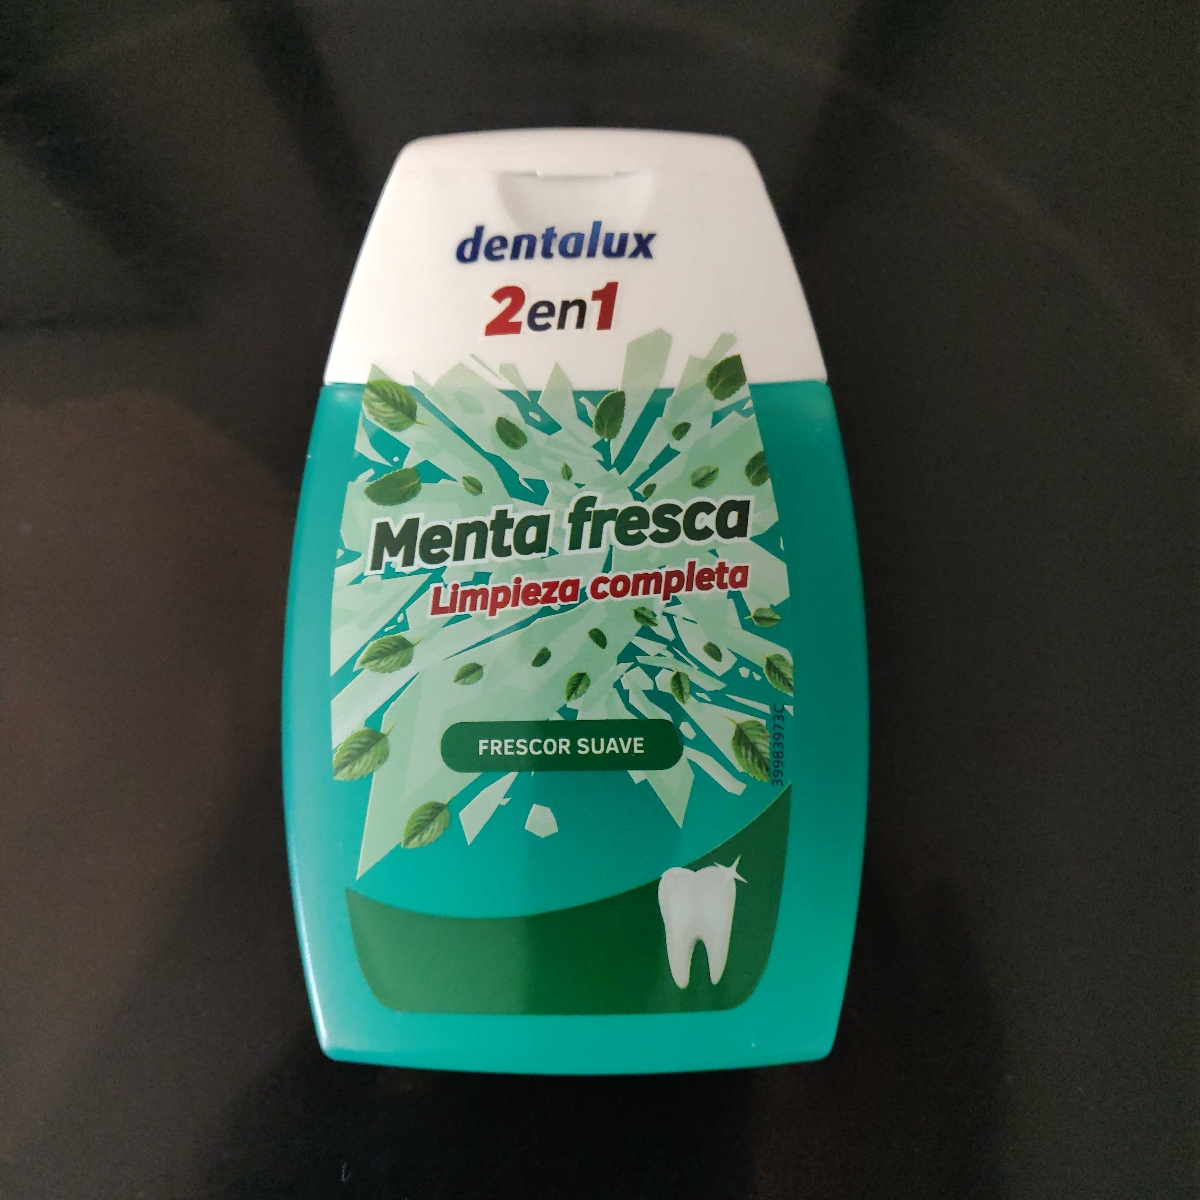 dentalux
2en1
Menta fresca
Limpieza completa
FRESCOR SUAVE
39983973C